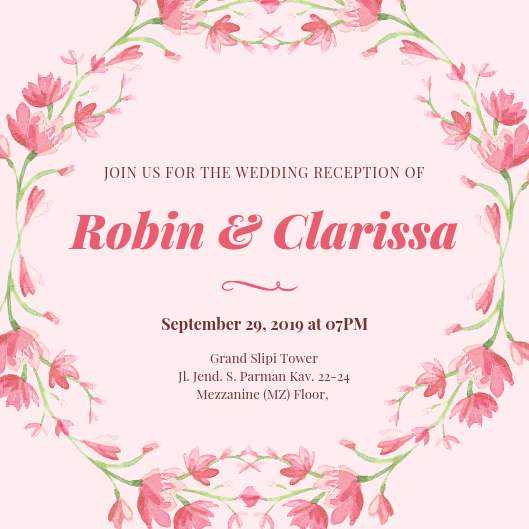 JOIN US FOR THE WEDDING RECEPTION OF
Robin & Clarissa
September 29, 2019 at 07PM
Grand Slipi Tower
Jl. Jend. S. Parman Kav. 22-24
Mezzanine (MZ) Floor,